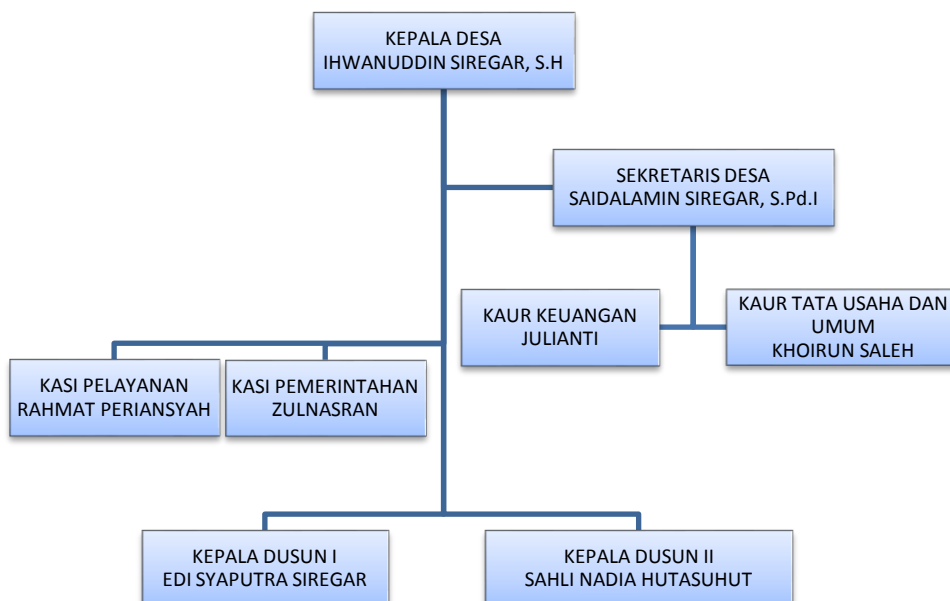 KEPALA DESA
IHWANUDDIN SIREGAR, S.H
SEKRETARIS DESA
SAIDALAMIN SIREGAR, S.Pd.I
KAUR KEUANGAN
JULIANTI
KAUR TATA USAHA DAN
UMUM
KHOIRUN SALEH
KASI PELAYANAN
RAHMAT PERIANSYAH
KASI PEMERINTAHAN
ZULNASRAN
KEPALA DUSUN I
EDI SYAPUTRA SIREGAR
KEPALA DUSUN II
SAHLI NADIA HUTASUHUT